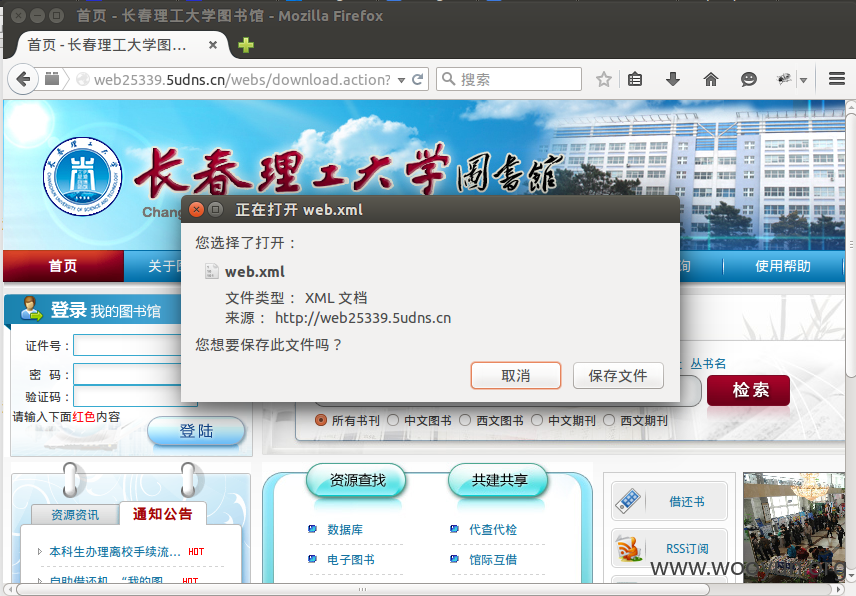 首页 - 长春理工大学图书馆 - Mozilla Firefox
首页 - 长春理工大学图...
web25339.5udns.cn/webs/download.action?
搜索
长春理工大学 圖書館
Chang
正在打开 web.xml
您选择了打开：
web.xml
文件类型： XML 文档
来源： http://web25339.5udns.cn
您想要保存此文件吗？
取消
保存文件
首页
关于
询
使用帮助
登录 我的图书馆
证件号：
密 码：
验证码：
请输入下面红色内容
登陆
丛书名
检索
所有书刊 中文图书 西文图书 中文期刊 西文期刊
资源资讯
通知公告
本科生办理离校手续流... HOT
自助借还机，“我的图... HOT
资源查找
共建共享
数据库
代查代检
电子图书
馆际互借
借还书
RSS订阅